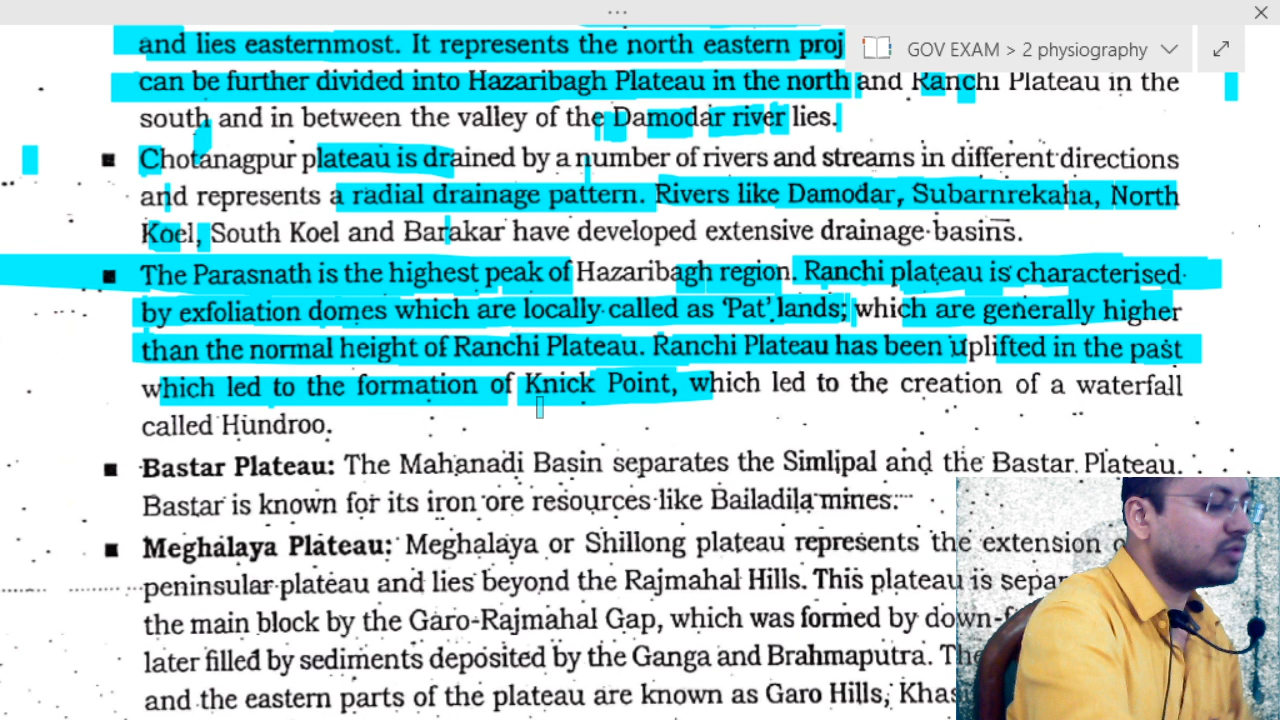 GOV EXAM > 2 physiography
and lies easternmost. It represents the north eastern proj
can be further divided into Hazaribagh Plateau in the north and Ranchi Plateau in the
south and in between the valley of the Damodar river lies.
■ Chotanagpur plateau is drained by a number of rivers and streams in different directions
and represents a radial drainage pattern. Rivers like Damodar, Subarnrekaha, North
Koel, South Koel and Barakar have developed extensive drainage basins.
■ The Parasnath is the highest peak of Hazaribagh region. Ranchi plateau is characterised
by exfoliation domes which are locally called as 'Pat' lands; which are generally higher
than the normal height of Ranchi Plateau. Ranchi Plateau has been uplifted in the past
which led to the formation of Knick Point, which led to the creation of a waterfall
called Hundroo.
■ Bastar Plateau: The Mahanadi Basin separates the Simlipal and the Bastar Plateau.
Bastar is known for its iron ore resources like Bailadila mines.
■ Meghalaya Plateau: Meghalaya or Shillong plateau represents the extension
peninsular plateau and lies beyond the Rajmahal Hills. This plateau is separ
the main block by the Garo-Rajmahal Gap, which was formed by down-f
later filled by sediments deposited by the Ganga and Brahmaputra. The
and the eastern parts of the plateau are known as Garo Hills, Khas